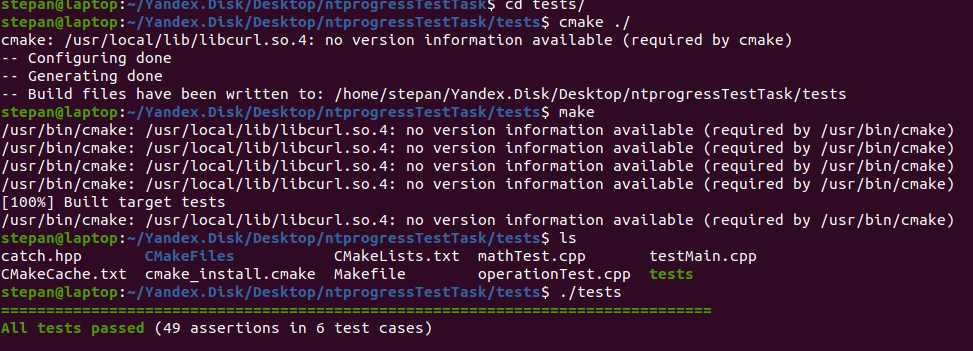 stepan@laptop:~/Yandex.Disk/Desktop/ntprogressTestTask$ cd tests/
stepan@laptop:~/Yandex.Disk/Desktop/ntprogressTestTask/tests$ cmake ./
cmake: /usr/local/lib/libcurl.so.4: no version information available (required by cmake)
-- Configuring done
-- Generating done
-- Build files have been written to: /home/stepan/Yandex.Disk/Desktop/ntprogressTestTask/tests
stepan@laptop:~/Yandex.Disk/Desktop/ntprogressTestTask/tests$ make
/usr/bin/cmake: /usr/local/lib/libcurl.so.4: no version information available (required by /usr/bin/cmake)
/usr/bin/cmake: /usr/local/lib/libcurl.so.4: no version information available (required by /usr/bin/cmake)
/usr/bin/cmake: /usr/local/lib/libcurl.so.4: no version information available (required by /usr/bin/cmake)
/usr/bin/cmake: /usr/local/lib/libcurl.so.4: no version information available (required by /usr/bin/cmake)
[100%] Built target tests
/usr/bin/cmake: /usr/local/lib/libcurl.so.4: no version information available (required by /usr/bin/cmake)
stepan@laptop:~/Yandex.Disk/Desktop/ntprogressTestTask/tests$ ls
catch.hpp CMakeFiles CMakeLists.txt mathTest.cpp testMain.cpp
CMakeCache.txt cmake_install.cmake Makefile operationTest.cpp tests
stepan@laptop:~/Yandex.Disk/Desktop/ntprogressTestTask/tests$ ./tests
===============================================================================
All tests passed (49 assertions in 6 test cases)